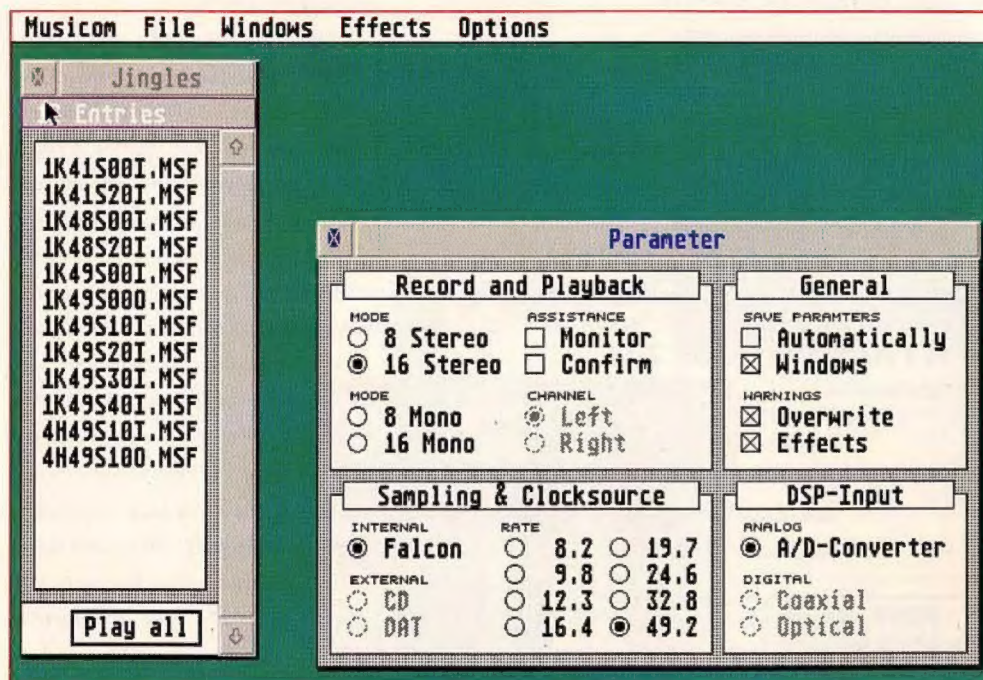 Musicom File Windows Effects Options
Jingles
Entries
1K41S00I.MSF
1K41S20I.MSF
1K48S00I.MSF
1K48S20I.MSF
1K49S00I.MSF
1K49S00O.MSF
1K49S10I.MSF
1K49S20I.MSF
1K49S30I.MSF
1K49S40I.MSF
4H49S10I.MSF
4H49S10O.MSF
Play all
Parameter
Record and Playback
MODE
8 Stereo
16 Stereo
MODE
8 Mono
16 Mono
ASSISTANCE
Monitor
Confirm
CHANNEL
Left
Right
General
SAVE PARAMTERS
Automatically
Windows
WARNINGS
Overwrite
Effects
Sampling & Clocksource
INTERNAL
Falcon
EXTERNAL
CD
DAT
RATE
8.2 19.7
9.8 24.6
12.3 32.8
16.4 49.2
DSP-Input
ANALOG
A/D-Converter
DIGITAL
Coaxial
Optical